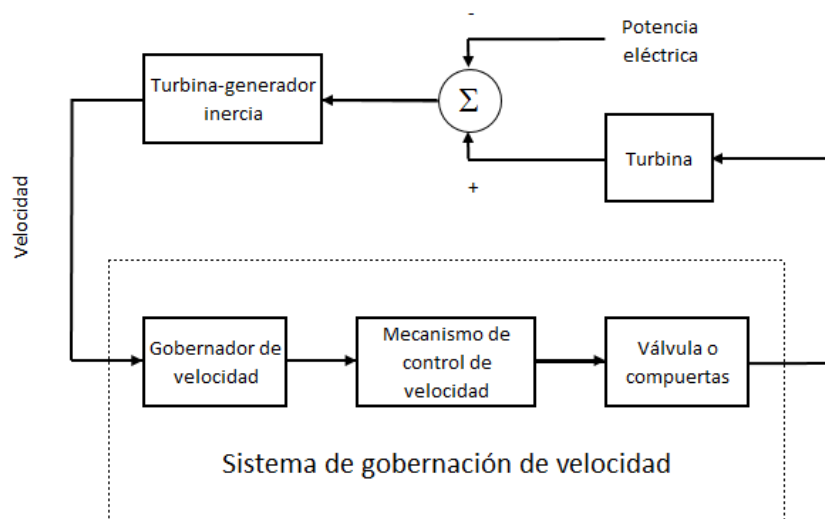 -
Potencia
eléctrica
Turbina-generador
inercia
Σ
Turbina
+
Velocidad
Gobernador de
velocidad
Mecanismo de
control de
velocidad
Válvula o
compuertas
Sistema de gobernación de velocidad